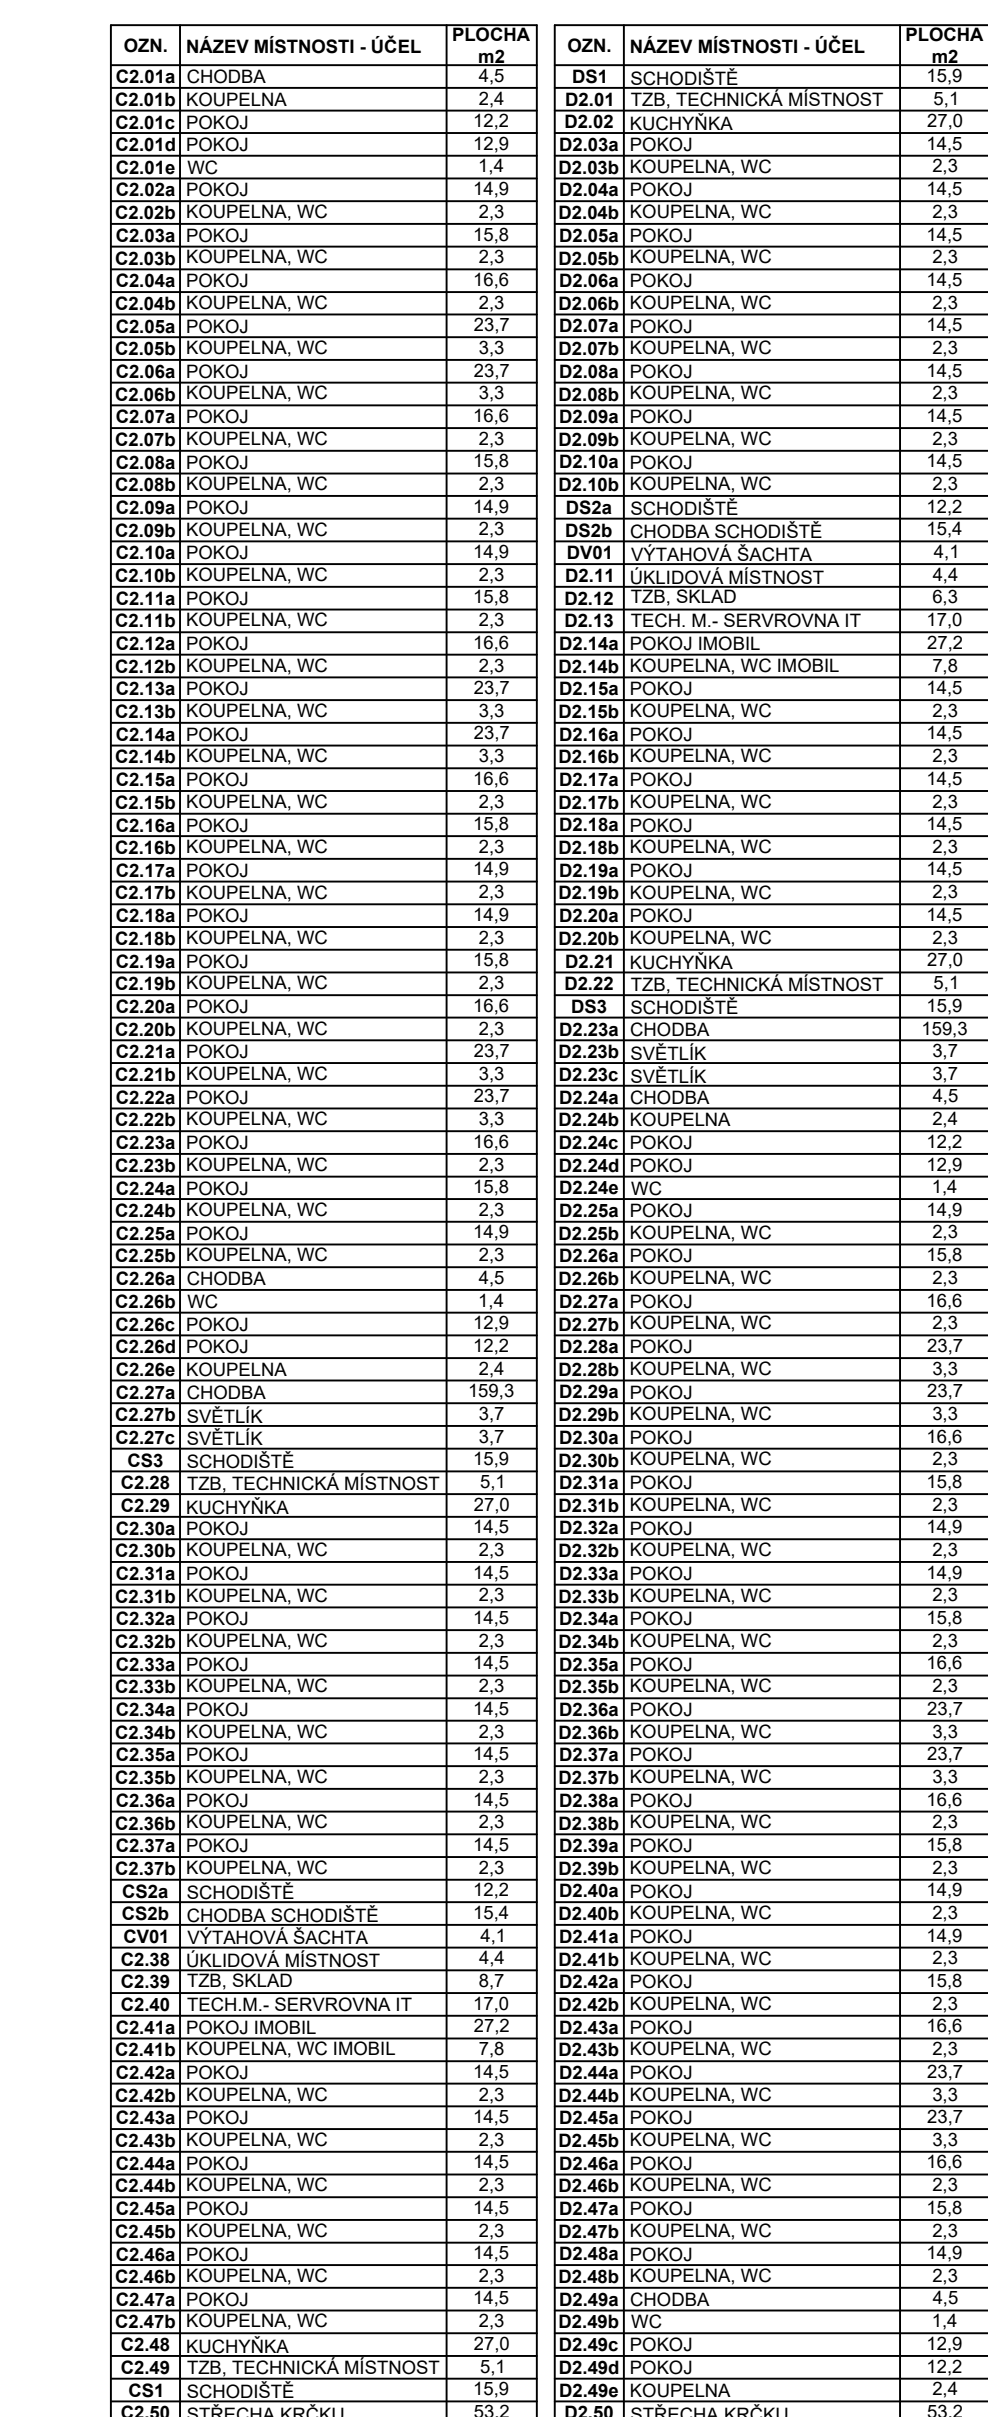 OZN. NÁZEV MÍSTNOSTI - ÚČEL PLOCHA m2
C2.01a CHODBA 4,5
C2.01b KOUPELNA 2,4
C2.01c POKOJ 12,2
C2.01d POKOJ 12,9
C2.01e WC 1,4
C2.02a POKOJ 14,9
C2.02b KOUPELNA, WC 2,3
C2.03a POKOJ 15,8
C2.03b KOUPELNA, WC 2,3
C2.04a POKOJ 16,6
C2.04b KOUPELNA, WC 2,3
C2.05a POKOJ 23,7
C2.05b KOUPELNA, WC 3,3
C2.06a POKOJ 23,7
C2.06b KOUPELNA, WC 3,3
C2.07a POKOJ 16,6
C2.07b KOUPELNA, WC 2,3
C2.08a POKOJ 15,8
C2.08b KOUPELNA, WC 2,3
C2.09a POKOJ 14,9
C2.09b KOUPELNA, WC 2,3
C2.10a POKOJ 14,9
C2.10b KOUPELNA, WC 2,3
C2.11a POKOJ 15,8
C2.11b KOUPELNA, WC 2,3
C2.12a POKOJ 16,6
C2.12b KOUPELNA, WC 2,3
C2.13a POKOJ 23,7
C2.13b KOUPELNA, WC 3,3
C2.14a POKOJ 23,7
C2.14b KOUPELNA, WC 3,3
C2.15a POKOJ 16,6
C2.15b KOUPELNA, WC 2,3
C2.16a POKOJ 15,8
C2.16b KOUPELNA, WC 2,3
C2.17a POKOJ 14,9
C2.17b KOUPELNA, WC 2,3
C2.18a POKOJ 14,9
C2.18b KOUPELNA, WC 2,3
C2.19a POKOJ 15,8
C2.19b KOUPELNA, WC 2,3
C2.20a POKOJ 16,6
C2.20b KOUPELNA, WC 2,3
C2.21a POKOJ 23,7
C2.21b KOUPELNA, WC 3,3
C2.22a POKOJ 23,7
C2.22b KOUPELNA, WC 3,3
C2.23a POKOJ 16,6
C2.23b KOUPELNA, WC 2,3
C2.24a POKOJ 15,8
C2.24b KOUPELNA, WC 2,3
C2.25a POKOJ 14,9
C2.25b KOUPELNA, WC 2,3
C2.26a CHODBA 4,5
C2.26b WC 1,4
C2.26c POKOJ 12,9
C2.26d POKOJ 12,2
C2.26e KOUPELNA 2,4
C2.27a CHODBA 159,3
C2.27b SVĚTLÍK 3,7
C2.27c SVĚTLÍK 3,7
CS3 SCHODIŠTĚ 15,9
C2.28 TZB, TECHNICKÁ MÍSTNOST 5,1
C2.29 KUCHYŇKA 27,0
C2.30a POKOJ 14,5
C2.30b KOUPELNA, WC 2,3
C2.31a POKOJ 14,5
C2.31b KOUPELNA, WC 2,3
C2.32a POKOJ 14,5
C2.32b KOUPELNA, WC 2,3
C2.33a POKOJ 14,5
C2.33b KOUPELNA, WC 2,3
C2.34a POKOJ 14,5
C2.34b KOUPELNA, WC 2,3
C2.35a POKOJ 14,5
C2.35b KOUPELNA, WC 2,3
C2.36a POKOJ 14,5
C2.36b KOUPELNA, WC 2,3
C2.37a POKOJ 14,5
C2.37b KOUPELNA, WC 2,3
CS2a SCHODIŠTĚ 12,2
CS2b CHODBA SCHODIŠTĚ 15,4
CV01 VÝTAHOVÁ ŠACHTA 4,1
C2.38 ÚKLIDOVÁ MÍSTNOST 4,4
C2.39 TZB, SKLAD 8,7
C2.40 TECH.M.- SERVROVNA IT 17,0
C2.41a POKOJ IMOBIL 27,2
C2.41b KOUPELNA, WC IMOBIL 7,8
C2.42a POKOJ 14,5
C2.42b KOUPELNA, WC 2,3
C2.43a POKOJ 14,5
C2.43b KOUPELNA, WC 2,3
C2.44a POKOJ 14,5
C2.44b KOUPELNA, WC 2,3
C2.45a POKOJ 14,5
C2.45b KOUPELNA, WC 2,3
C2.46a POKOJ 14,5
C2.46b KOUPELNA, WC 2,3
C2.47a POKOJ 14,5
C2.47b KOUPELNA, WC 2,3
C2.48 KUCHYŇKA 27,0
C2.49 TZB, TECHNICKÁ MÍSTNOST 5,1
CS1 SCHODIŠTĚ 15,9
C2.50 STŘECHA KRČKU 53,2
OZN. NÁZEV MÍSTNOSTI - ÚČEL PLOCHA m2
DS1 SCHODIŠTĚ 15,9
D2.01 TZB, TECHNICKÁ MÍSTNOST 5,1
D2.02 KUCHYŇKA 27,0
D2.03a POKOJ 14,5
D2.03b KOUPELNA, WC 2,3
D2.04a POKOJ 14,5
D2.04b KOUPELNA, WC 2,3
D2.05a POKOJ 14,5
D2.05b KOUPELNA, WC 2,3
D2.06a POKOJ 14,5
D2.06b KOUPELNA, WC 2,3
D2.07a POKOJ 14,5
D2.07b KOUPELNA, WC 2,3
D2.08a POKOJ 14,5
D2.08b KOUPELNA, WC 2,3
D2.09a POKOJ 14,5
D2.09b KOUPELNA, WC 2,3
D2.10a POKOJ 14,5
D2.10b KOUPELNA, WC 2,3
DS2a SCHODIŠTĚ 12,2
DS2b CHODBA SCHODIŠTĚ 15,4
DV01 VÝTAHOVÁ ŠACHTA 4,1
D2.11 ÚKLIDOVÁ MÍSTNOST 4,4
D2.12 TZB, SKLAD 6,3
D2.13 TECH. M.- SERVROVNA IT 17,0
D2.14a POKOJ IMOBIL 27,2
D2.14b KOUPELNA, WC IMOBIL 7,8
D2.15a POKOJ 14,5
D2.15b KOUPELNA, WC 2,3
D2.16a POKOJ 14,5
D2.16b KOUPELNA, WC 2,3
D2.17a POKOJ 14,5
D2.17b KOUPELNA, WC 2,3
D2.18a POKOJ 14,5
D2.18b KOUPELNA, WC 2,3
D2.19a POKOJ 14,5
D2.19b KOUPELNA, WC 2,3
D2.20a POKOJ 14,5
D2.20b KOUPELNA, WC 2,3
D2.21 KUCHYŇKA 27,0
D2.22 TZB, TECHNICKÁ MÍSTNOST 5,1
DS3 SCHODIŠTĚ 15,9
D2.23a CHODBA 159,3
D2.23b SVĚTLÍK 3,7
D2.23c SVĚTLÍK 3,7
D2.24a CHODBA 4,5
D2.24b KOUPELNA 2,4
D2.24c POKOJ 12,2
D2.24d POKOJ 12,9
D2.24e WC 1,4
D2.25a POKOJ 14,9
D2.25b KOUPELNA, WC 2,3
D2.26a POKOJ 15,8
D2.26b KOUPELNA, WC 2,3
D2.27a POKOJ 16,6
D2.27b KOUPELNA, WC 2,3
D2.28a POKOJ 23,7
D2.28b KOUPELNA, WC 3,3
D2.29a POKOJ 23,7
D2.29b KOUPELNA, WC 3,3
D2.30a POKOJ 16,6
D2.30b KOUPELNA, WC 2,3
D2.31a POKOJ 15,8
D2.31b KOUPELNA, WC 2,3
D2.32a POKOJ 14,9
D2.32b KOUPELNA, WC 2,3
D2.33a POKOJ 14,9
D2.33b KOUPELNA, WC 2,3
D2.34a POKOJ 15,8
D2.34b KOUPELNA, WC 2,3
D2.35a POKOJ 16,6
D2.35b KOUPELNA, WC 2,3
D2.36a POKOJ 23,7
D2.36b KOUPELNA, WC 3,3
D2.37a POKOJ 23,7
D2.37b KOUPELNA, WC 3,3
D2.38a POKOJ 16,6
D2.38b KOUPELNA, WC 2,3
D2.39a POKOJ 15,8
D2.39b KOUPELNA, WC 2,3
D2.40a POKOJ 14,9
D2.40b KOUPELNA, WC 2,3
D2.41a POKOJ 14,9
D2.41b KOUPELNA, WC 2,3
D2.42a POKOJ 15,8
D2.42b KOUPELNA, WC 2,3
D2.43a POKOJ 16,6
D2.43b KOUPELNA, WC 2,3
D2.44a POKOJ 23,7
D2.44b KOUPELNA, WC 3,3
D2.45a POKOJ 23,7
D2.45b KOUPELNA, WC 3,3
D2.46a POKOJ 16,6
D2.46b KOUPELNA, WC 2,3
D2.47a POKOJ 15,8
D2.47b KOUPELNA, WC 2,3
D2.48a POKOJ 14,9
D2.48b KOUPELNA, WC 2,3
D2.49a CHODBA 4,5
D2.49b WC 1,4
D2.49c POKOJ 12,9
D2.49d POKOJ 12,2
D2.49e KOUPELNA 2,4
D2.50 STŘECHA KRČKU 53,2